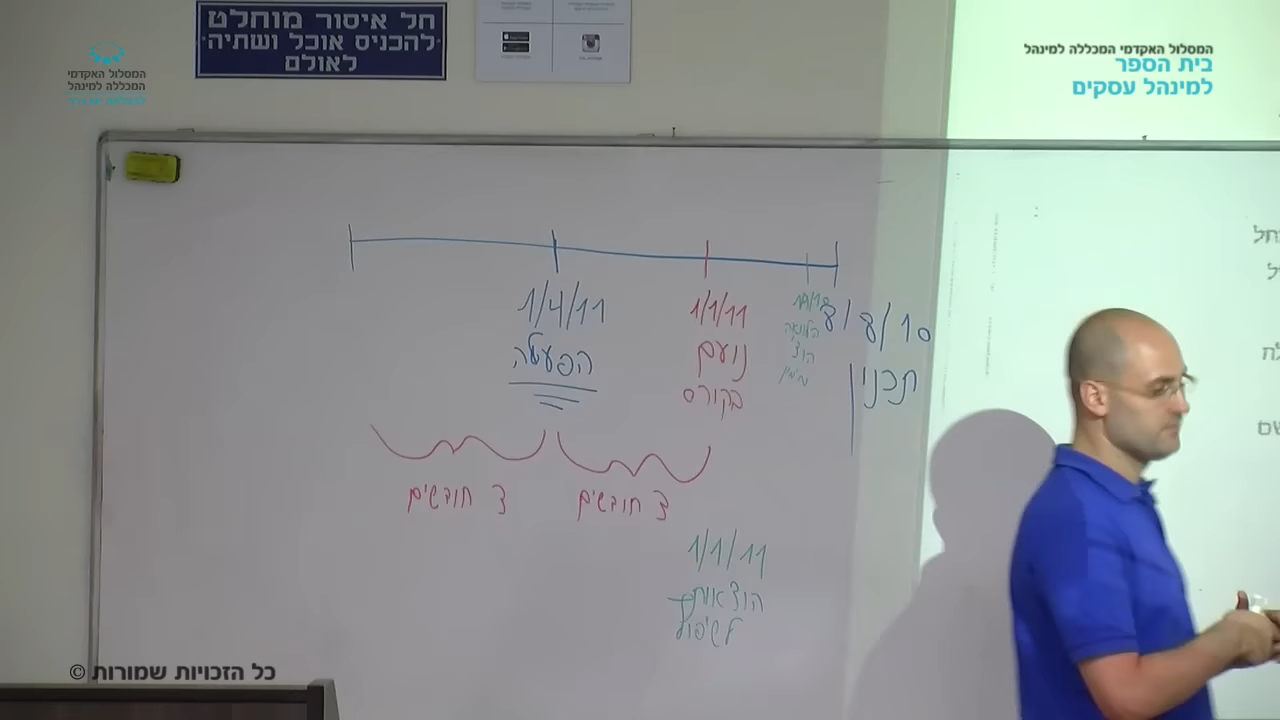 חל איסור מוחלט
להכניס אוכל ושתיה
לאולם
המסלול האקדמי
המכללה למינהל
המסלול האקדמי המכללה למינהל
בית הספר
למינהל עסקים
8/8/10
תכנון
1/1/11
נועם
בקורס
1/4/11
הפעלה
3 חודשים
3 חודשים
1/1/11
הוצאות
לשיפוץ
© כל הזכויות שמורות